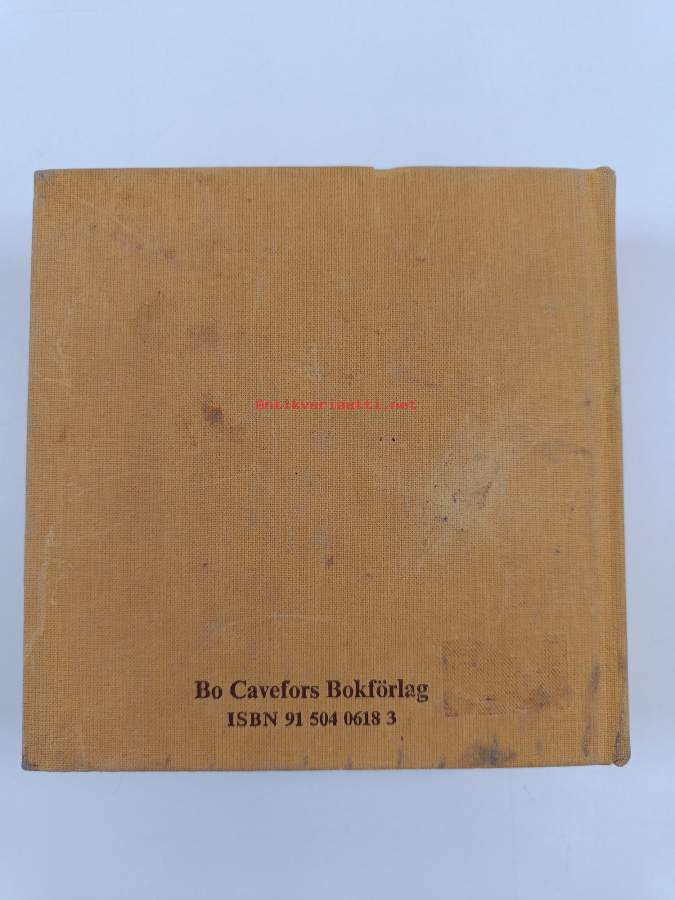 Antikvariaatti.net
Bo Cavefors Bokförlag
ISBN 91 504 0618 3